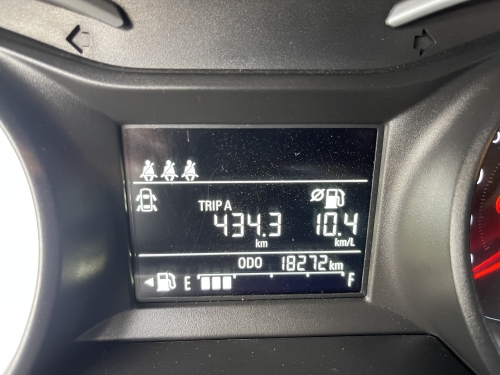 TRIP A
434.3 km
10.4 km/L
ODO 18272 km
E F